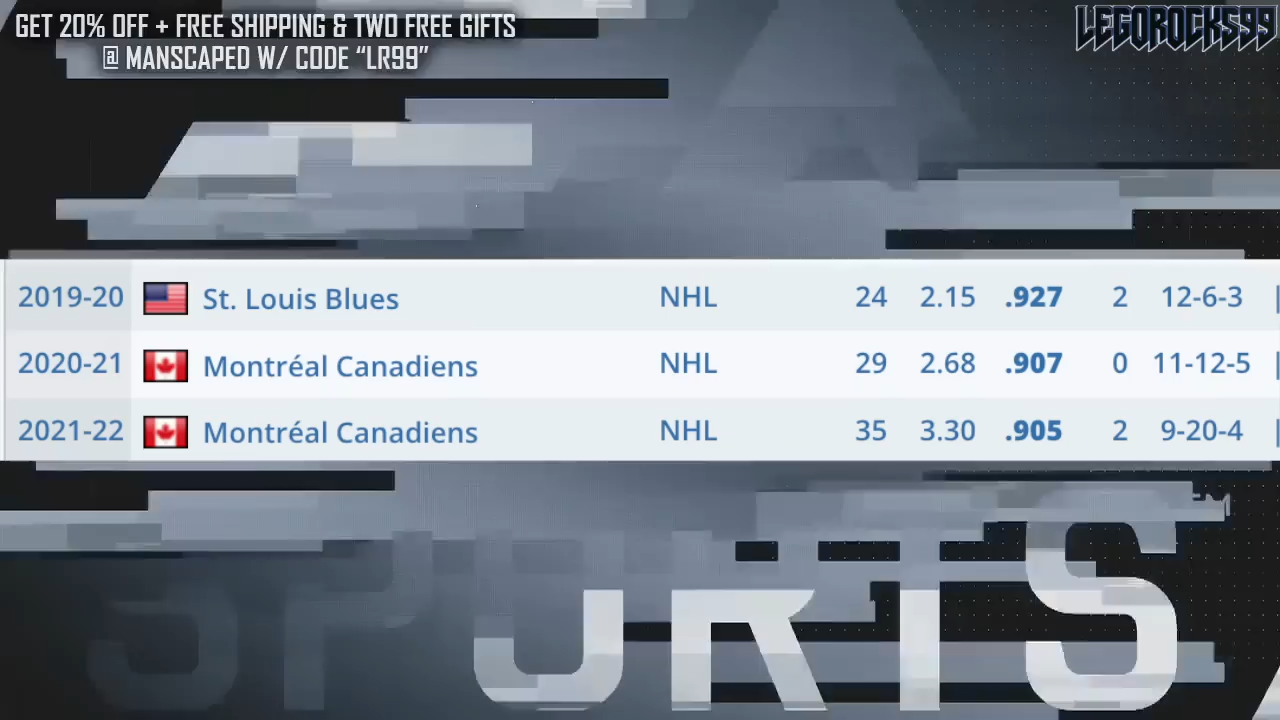 GET 20% OFF + FREE SHIPPING & TWO FREE GIFTS
@ MANSCAPED W/ CODE “LR99”
LEGOROCKS99
2019-20 St. Louis Blues NHL 24 2.15 .927 2 12-6-3
2020-21 Montréal Canadiens NHL 29 2.68 .907 0 11-12-5
2021-22 Montréal Canadiens NHL 35 3.30 .905 2 9-20-4
SPORTS